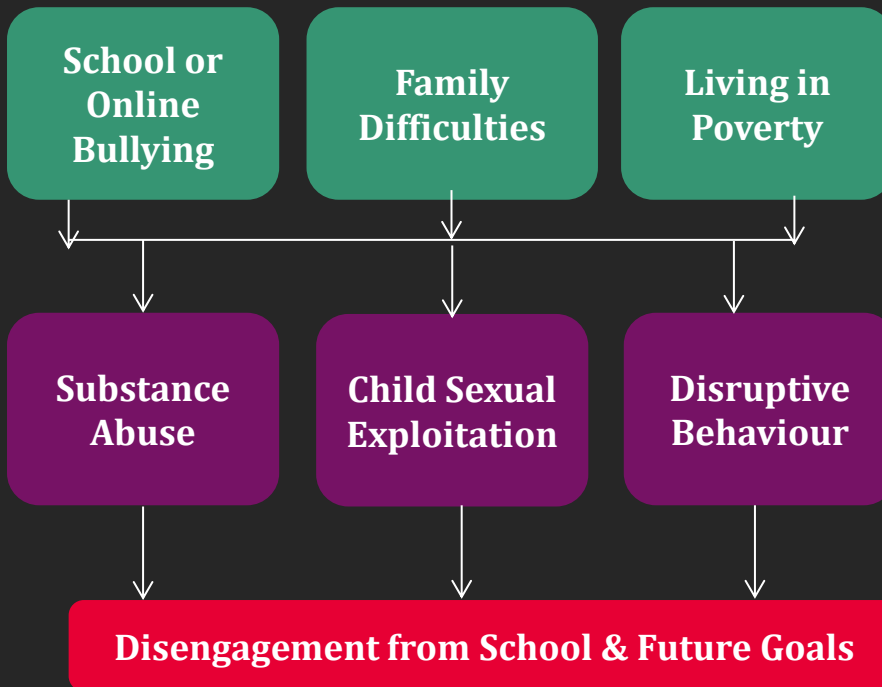 School or
Online
Bullying
Family
Difficulties
Living in
Poverty
Substance
Abuse
Child Sexual
Exploitation
Disruptive
Behaviour
Disengagement from School & Future Goals